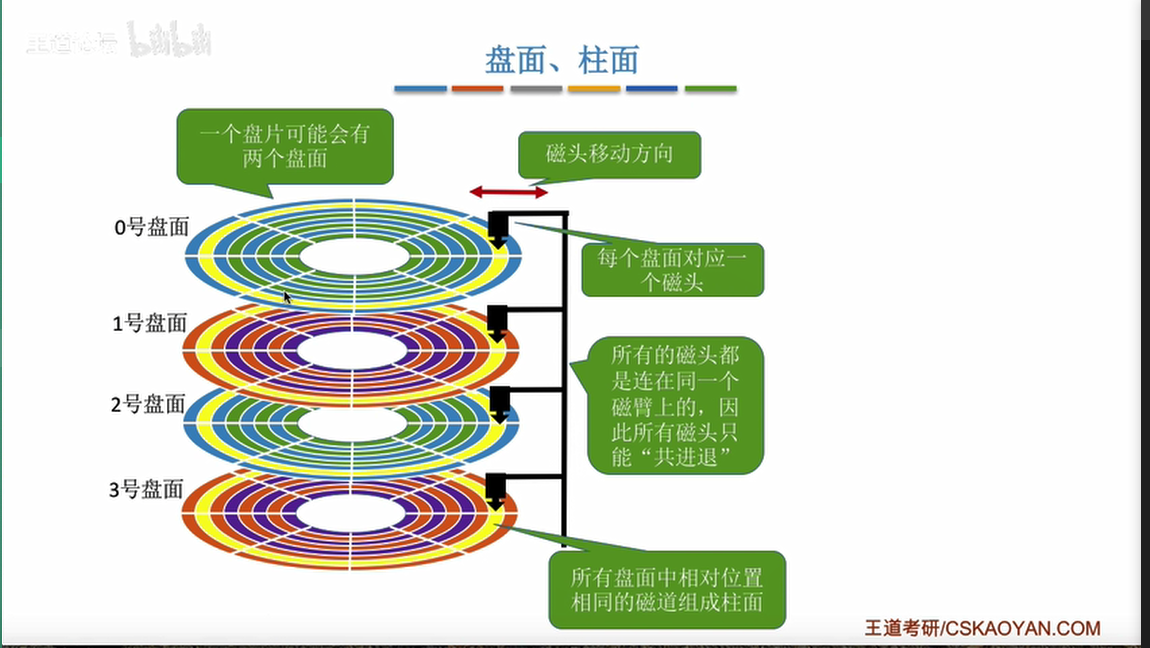 王道论坛 bilibili
盘面、柱面
一个盘片可能会有
两个盘面
磁头移动方向
0号盘面
每个盘面对应一
个磁头
1号盘面
所有的磁头都
是连在同一个
磁臂上的，因
此所有磁头只
能“共进退”
2号盘面
3号盘面
所有盘面中相对位置
相同的磁道组成柱面
王道考研/CSKAOYAN.COM